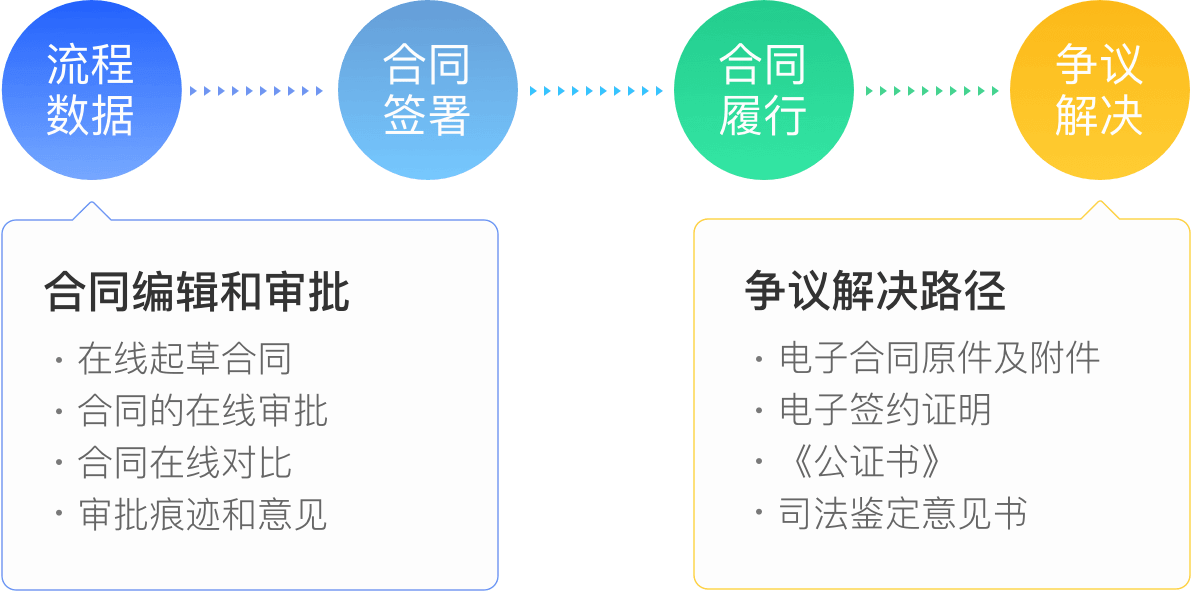 流程
数据
合同
签署
合同
履行
争议
解决
合同编辑和审批
· 在线起草合同
· 合同的在线审批
· 合同在线对比
· 审批痕迹和意见
争议解决路径
· 电子合同原件及附件
· 电子签约证明
· 《公证书》
· 司法鉴定意见书